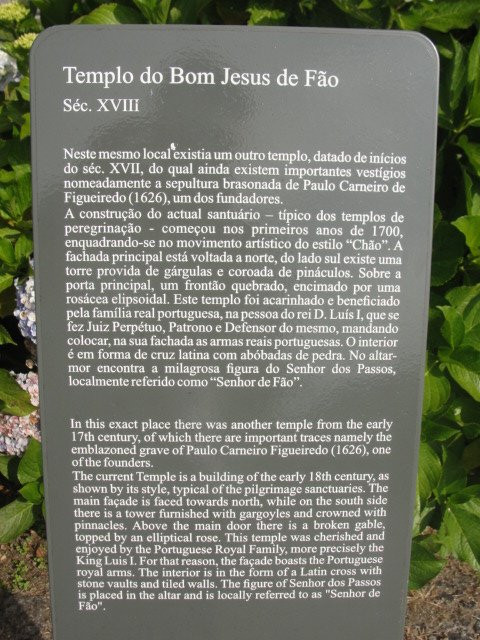 Templo do Bom Jesus de Fão
Séc. XVIII
Neste mesmo local existia um outro templo, datado de inícios
do séc. XVII, do qual ainda existem importantes vestígios
nomeadamente a sepultura brasonada de Paulo Carneiro de
Figueiredo (1626), um dos fundadores.
A construção do actual santuário – típico dos templos de
peregrinação - começou nos primeiros anos de 1700,
enquadrando-se no movimento artístico do estilo “Chão”. A
fachada principal está voltada a norte, do lado sul existe uma
torre provida de gárgulas e coroada de pináculos. Sobre a
porta principal, um frontão quebrado, encimado por uma
rosácea elipsoidal. Este templo foi acarinhado e beneficiado
pela família real portuguesa, na pessoa do rei D. Luís I, que se
fez Juiz Perpétuo, Patrono e Defensor do mesmo, mandando
colocar, na sua fachada as armas reais portuguesas. O interior
é em forma de cruz latina com abóbadas de pedra. No altar-
mor encontra a milagrosa figura do Senhor dos Passos,
localmente referido como “Senhor de Fão”.
In this exact place there was another temple from the early
17th century, of which there are important traces namely the
emblazoned grave of Paulo Carneiro Figueiredo (1626), one
of the founders.
The current Temple is a building of the early 18th century, as
shown by its style, typical of the pilgrimage sanctuaries. The
main façade is faced towards north, while on the south side
there is a tower furnished with gargoyles and crowned with
pinnacles. Above the main door there is a broken gable,
topped by an elliptical rose. This temple was cherished and
enjoyed by the Portuguese Royal Family, more precisely the
King Luis I. For that reason, the façade boasts the Portuguese
royal arms. The interior is in the form of a Latin cross with
stone vaults and tiled walls. The figure of Senhor dos Passos
is placed in the altar and is locally referred to as "Senhor de
Fão".